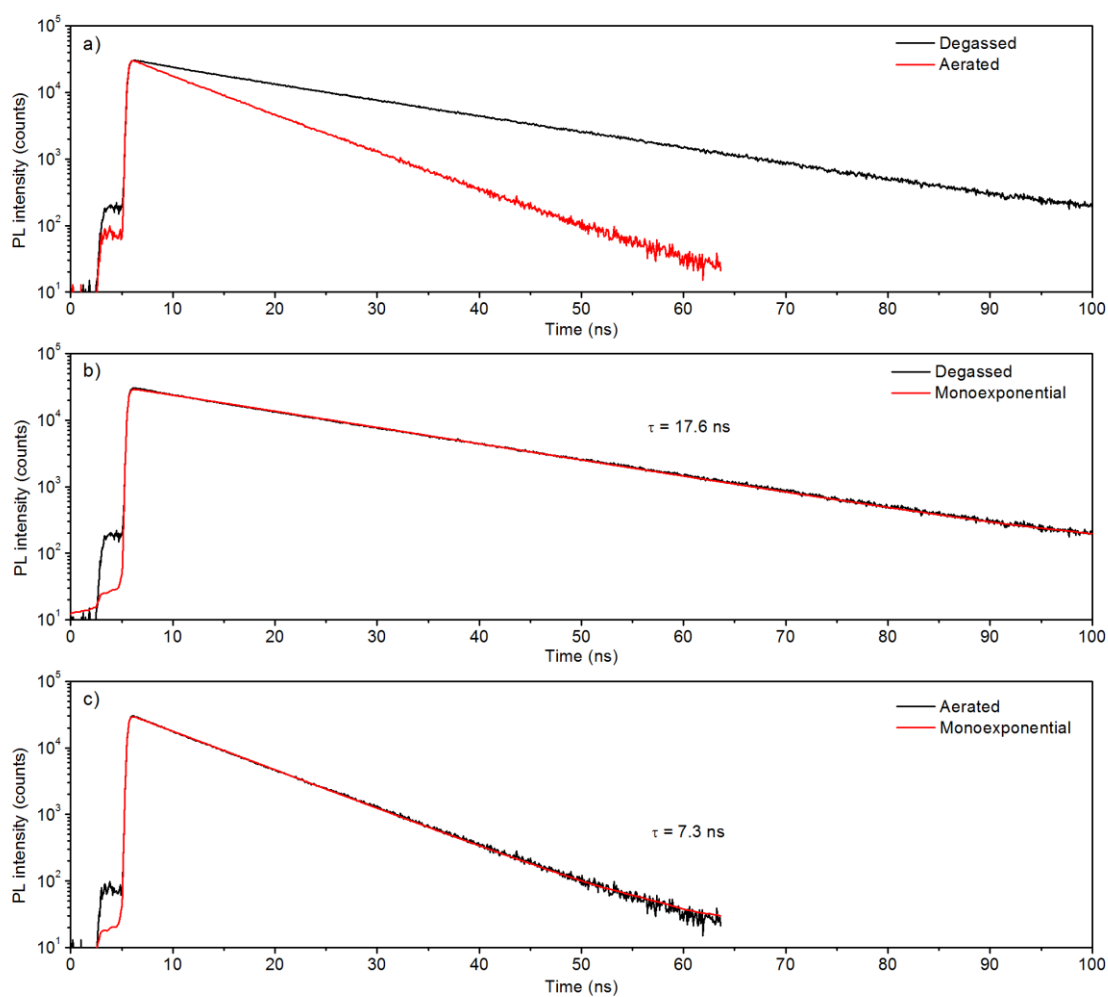 a)
Degassed
Aerated
PL intensity (counts)
10^5
10^4
10^3
10^2
10^1
0 10 20 30 40 50 60 70 80 90 100
Time (ns)
b)
Degassed
Monoexponential
τ = 17.6 ns
PL intensity (counts)
10^5
10^4
10^3
10^2
10^1
0 10 20 30 40 50 60 70 80 90 100
Time (ns)
c)
Aerated
Monoexponential
τ = 7.3 ns
PL intensity (counts)
10^5
10^4
10^3
10^2
10^1
0 10 20 30 40 50 60 70 80 90 100
Time (ns)